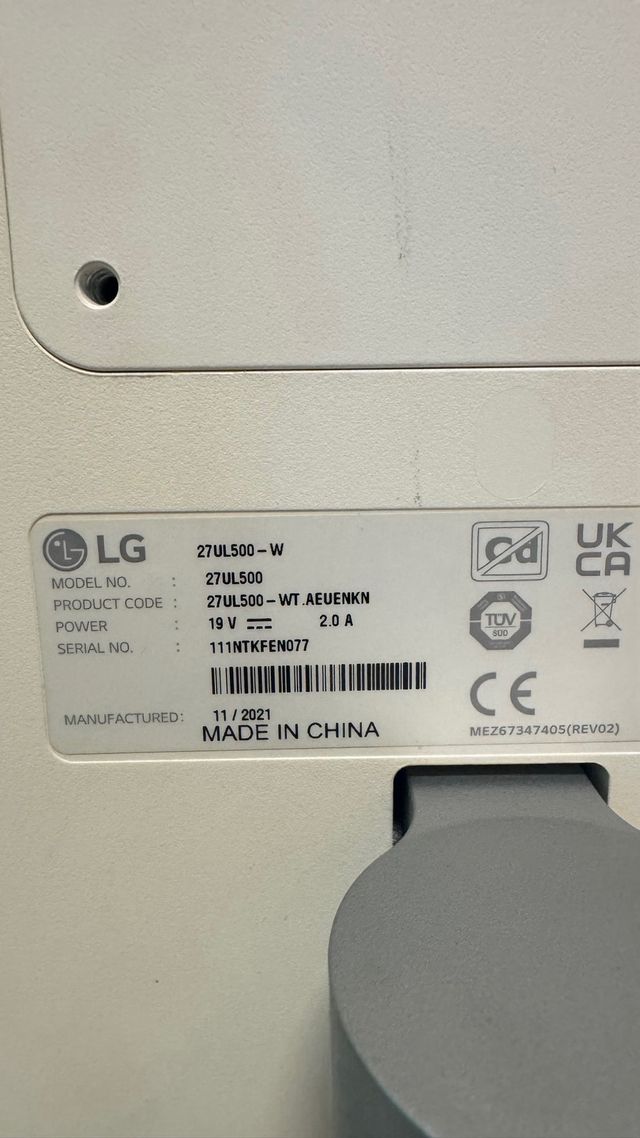 LG 27UL500-W
MODEL NO. : 27UL500
PRODUCT CODE : 27UL500-WT.AEUENKN
POWER : 19 V ⎓ 2.0 A
SERIAL NO. : 111NTKFEN077
MANUFACTURED: 11/2021
MADE IN CHINA
Cd
UK
CA
TÜV
SÜD
CE
MEZ67347405(REV02)